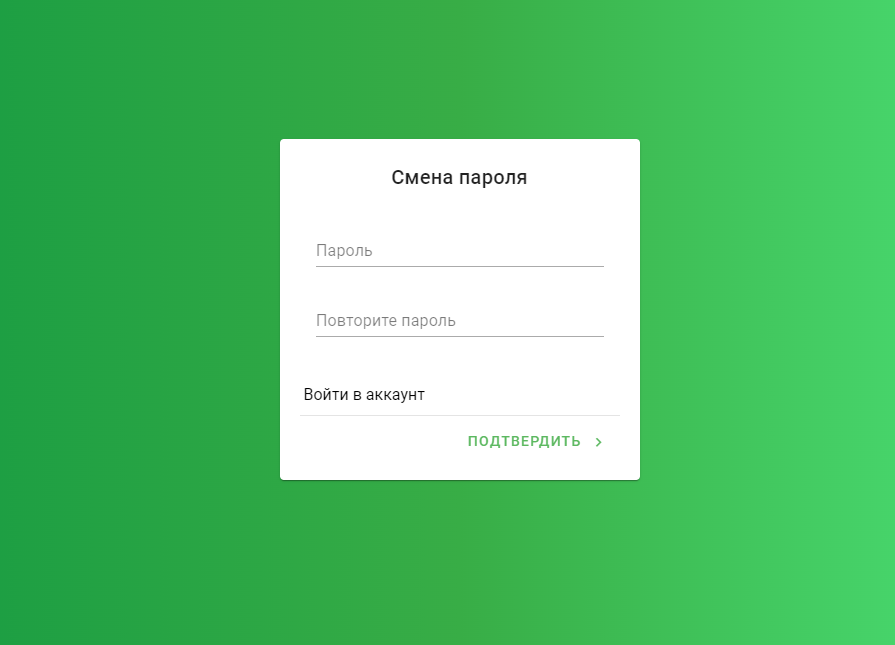 Смена пароля
Пароль
Повторите пароль
Войти в аккаунт
ПОДТВЕРДИТЬ